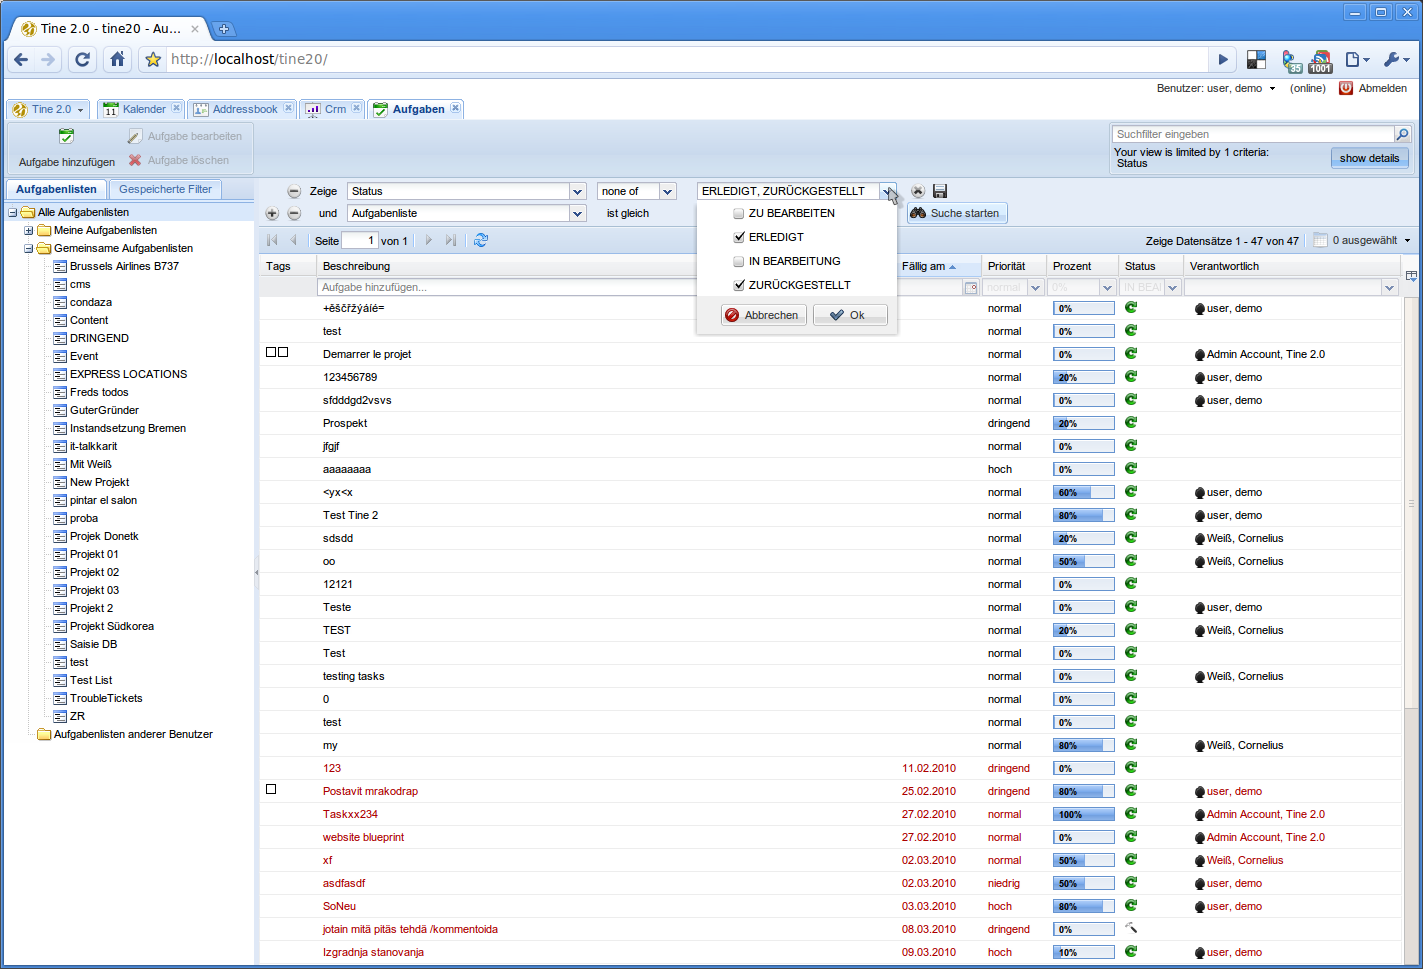 Tine 2.0 - tine20 - Au...
http://localhost/tine20/
35
1001
Benutzer: user, demo (online) Abmelden
Tine 2.0 Kalender Addressbook Crm Aufgaben
11
Aufgabe hinzufügen
Aufgabe bearbeiten
Aufgabe löschen
Suchfilter eingeben
Your view is limited by 1 criteria:
Status
show details
Aufgabenlisten Gespeicherte Filter
Alle Aufgabenlisten
Meine Aufgabenlisten
Gemeinsame Aufgabenlisten
Brussels Airlines B737
cms
condaza
Content
DRINGEND
Event
EXPRESS LOCATIONS
Freds todos
GuterGründer
Instandsetzung Bremen
it-talkkarit
Mit Weiß
New Projekt
pintar el salon
proba
Projek Donetk
Projekt 01
Projekt 02
Projekt 03
Projekt 2
Projekt Südkorea
Saisie DB
test
Test List
TroubleTickets
ZR
Aufgabenlisten anderer Benutzer
Zeige Status none of ERLEDIGT, ZURÜCKGESTELLT
und Aufgabenliste ist gleich
Suche starten
ZU BEARBEITEN
ERLEDIGT
IN BEARBEITUNG
ZURÜCKGESTELLT
Abbrechen Ok
Seite 1 von 1
Zeige Datensätze 1 - 47 von 47 0 ausgewählt
Tags Beschreibung Fällig am Priorität Prozent Status Verantwortlich
Aufgabe hinzufügen... normal 0% IN BEAI
+ěščřžýáíé= normal 0% user, demo
test normal 0%
Demarrer le projet normal 0% Admin Account, Tine 2.0
123456789 normal 20% user, demo
sfdddgd2vsvs normal 0% user, demo
Prospekt dringend 20%
jfgjf normal 0%
aaaaaaaa hoch 0%
<yx<x normal 60% user, demo
Test Tine 2 normal 80% user, demo
sdsdd normal 20% Weiß, Cornelius
oo normal 50% Weiß, Cornelius
12121 normal 0%
Teste normal 0% user, demo
TEST normal 20% Weiß, Cornelius
Test normal 0%
testing tasks normal 0% Weiß, Cornelius
0 normal 0%
test normal 0%
my normal 80% Weiß, Cornelius
123 11.02.2010 dringend 0%
Postavit mrakodrap 25.02.2010 dringend 80% user, demo
Taskxx234 27.02.2010 normal 100% Admin Account, Tine 2.0
website blueprint 27.02.2010 normal 0% Admin Account, Tine 2.0
xf 02.03.2010 normal 50% Weiß, Cornelius
asdfasdf 02.03.2010 niedrig 50% user, demo
SoNeu 03.03.2010 hoch 80% user, demo
jotain mitä pitäs tehdä /kommentoida 08.03.2010 dringend 0%
Izgradnja stanovanja 09.03.2010 hoch 10% user, demo